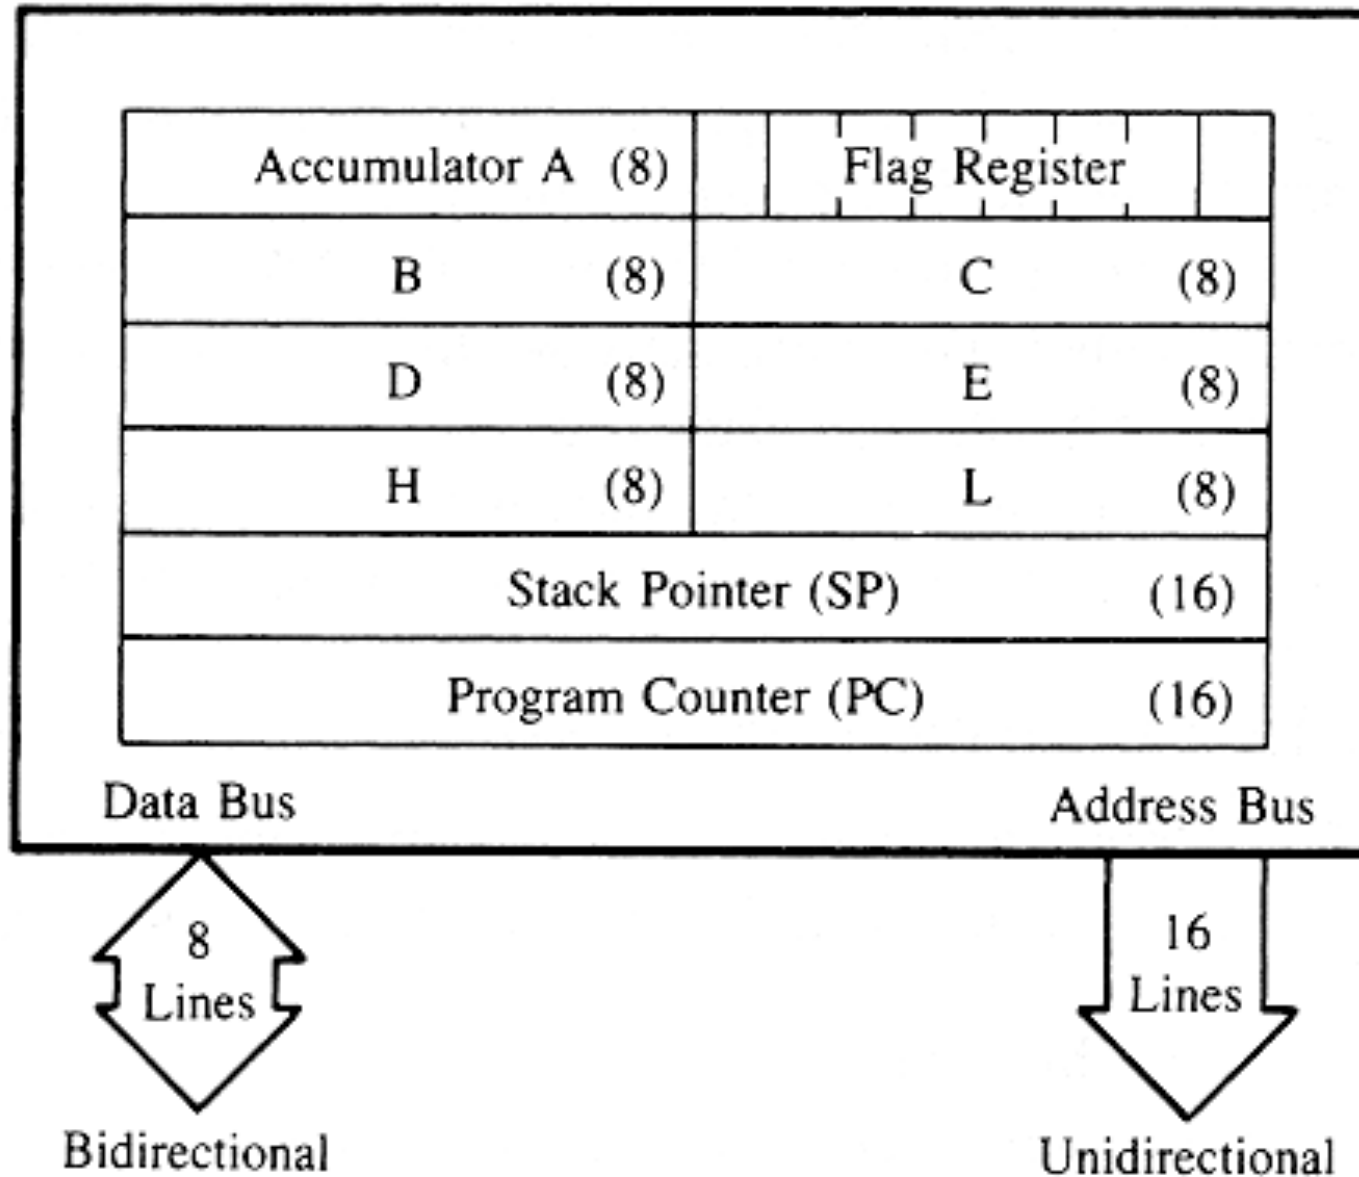 Accumulator A (8) Flag Register
B (8) C (8)
D (8) E (8)
H (8) L (8)
Stack Pointer (SP) (16)
Program Counter (PC) (16)
Data Bus Address Bus
8 16
Lines Lines
Bidirectional Unidirectional